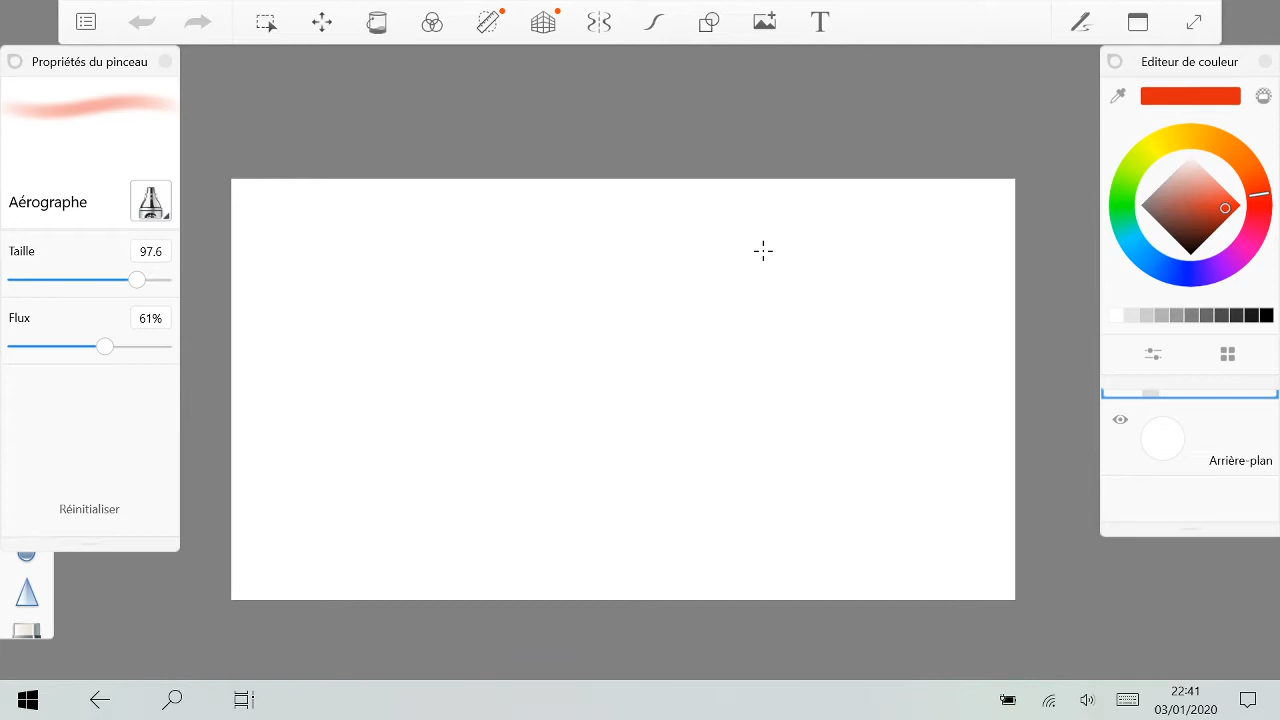 T
Propriétés du pinceau
Aérographe
Taille
97.6
Flux
61%
Réinitialiser
Editeur de couleur
Arrière-plan
22:41
03/01/2020